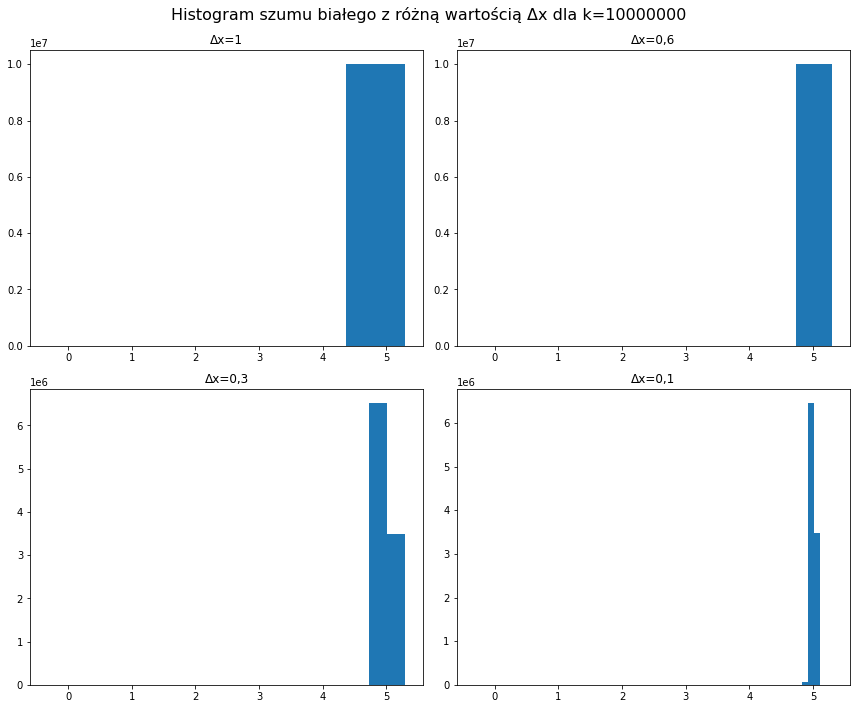 Histogram szumu białego z różną wartością Δx dla k=10000000
Δx=1
1e7
1.0
0.8
0.6
0.4
0.2
0.0
0 1 2 3 4 5
Δx=0,6
1e7
1.0
0.8
0.6
0.4
0.2
0.0
0 1 2 3 4 5
Δx=0,3
1e6
6
5
4
3
2
1
0
0 1 2 3 4 5
Δx=0,1
1e6
6
5
4
3
2
1
0
0 1 2 3 4 5